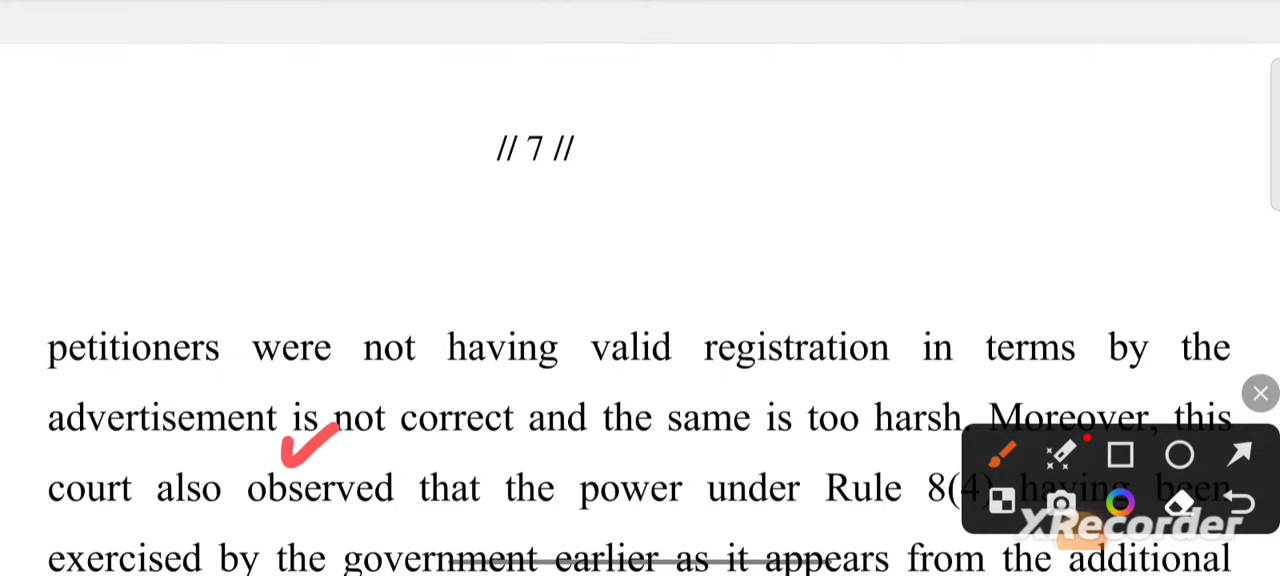 // 7 //
petitioners were not having valid registration in terms by the
advertisement is not correct and the same is too harsh. Moreover, this
court also observed that the power under Rule 8(4) having been
XRecorder
exercised by the government earlier as it appears from the additional